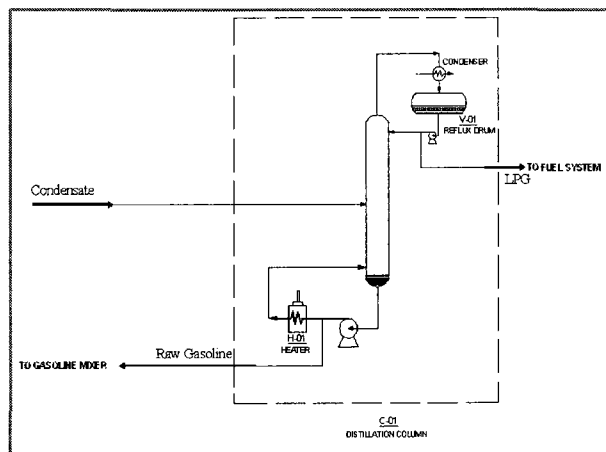 CONDENSER
V-01
REFLUX DRUM
TO FUEL SYSTEM
LPG
Condensate
H-01
HEATER
Raw Gasoline
TO GASOLINE MIXER
C-01
DISTILLATION COLUMN